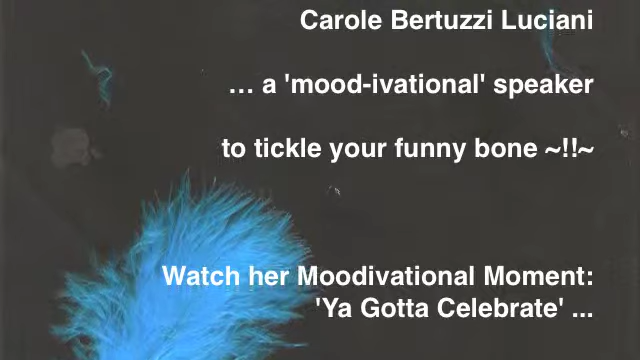 Carole Bertuzzi Luciani
... a 'mood-ivational' speaker
to tickle your funny bone ~!!~
Watch her Moodivational Moment:
'Ya Gotta Celebrate' ...